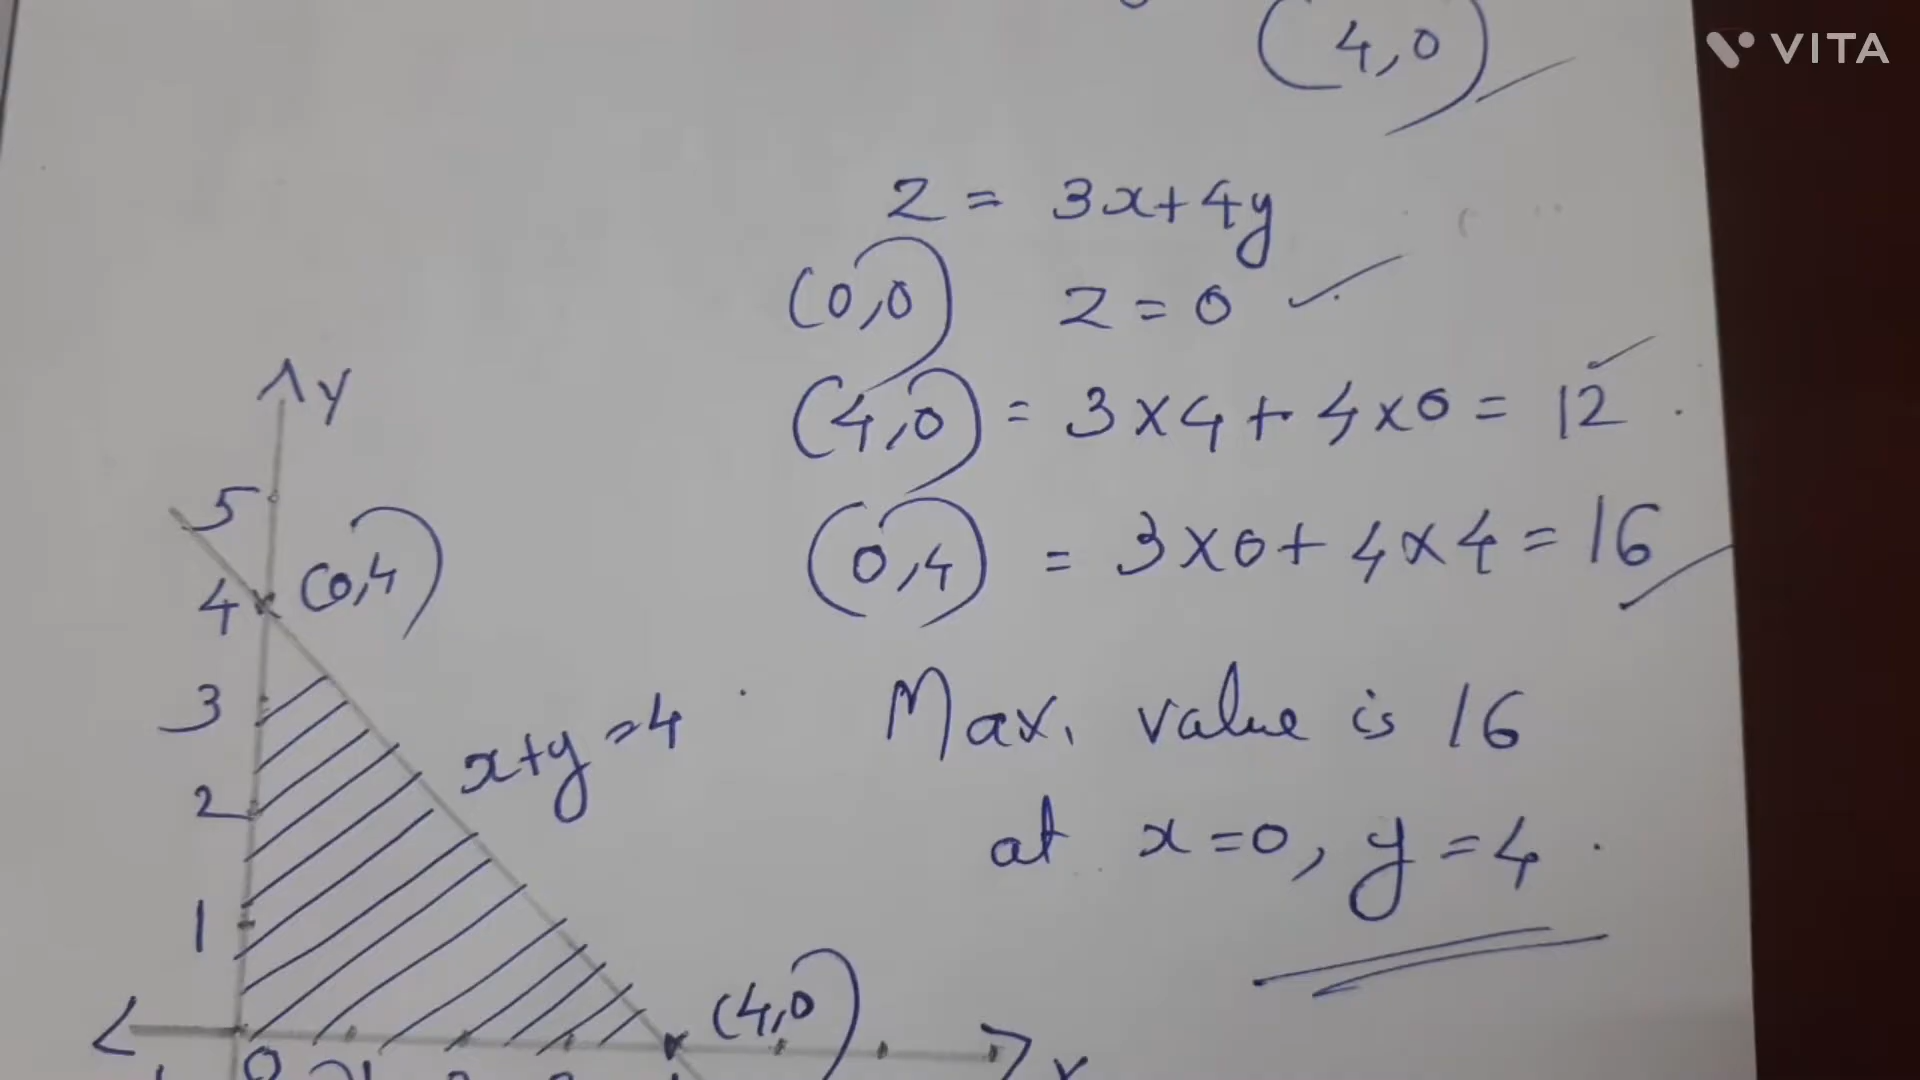 (4,0)
VITA
Z = 3x+4y
(0,0) Z = 0
(4,0) = 3×4 + 4×0 = 12
(0,4) = 3×0 + 4×4 = 16
Max. value is 16
at x=0, y=4.
y
5
4 (0,4)
3
x+y=4
2
1
(4,0)
0
x